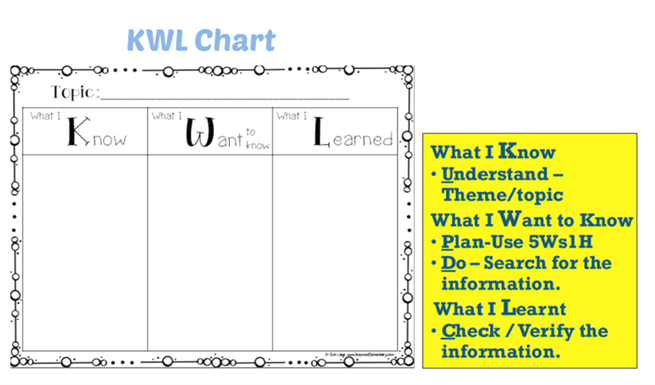 KWL Chart
Topic:
What I Know
What I Want to know
What I Learned
What I Know
• Understand –
Theme/topic
What I Want to Know
• Plan-Use 5Ws1H
• Do – Search for the
information.
What I Learnt
• Check / Verify the
information.